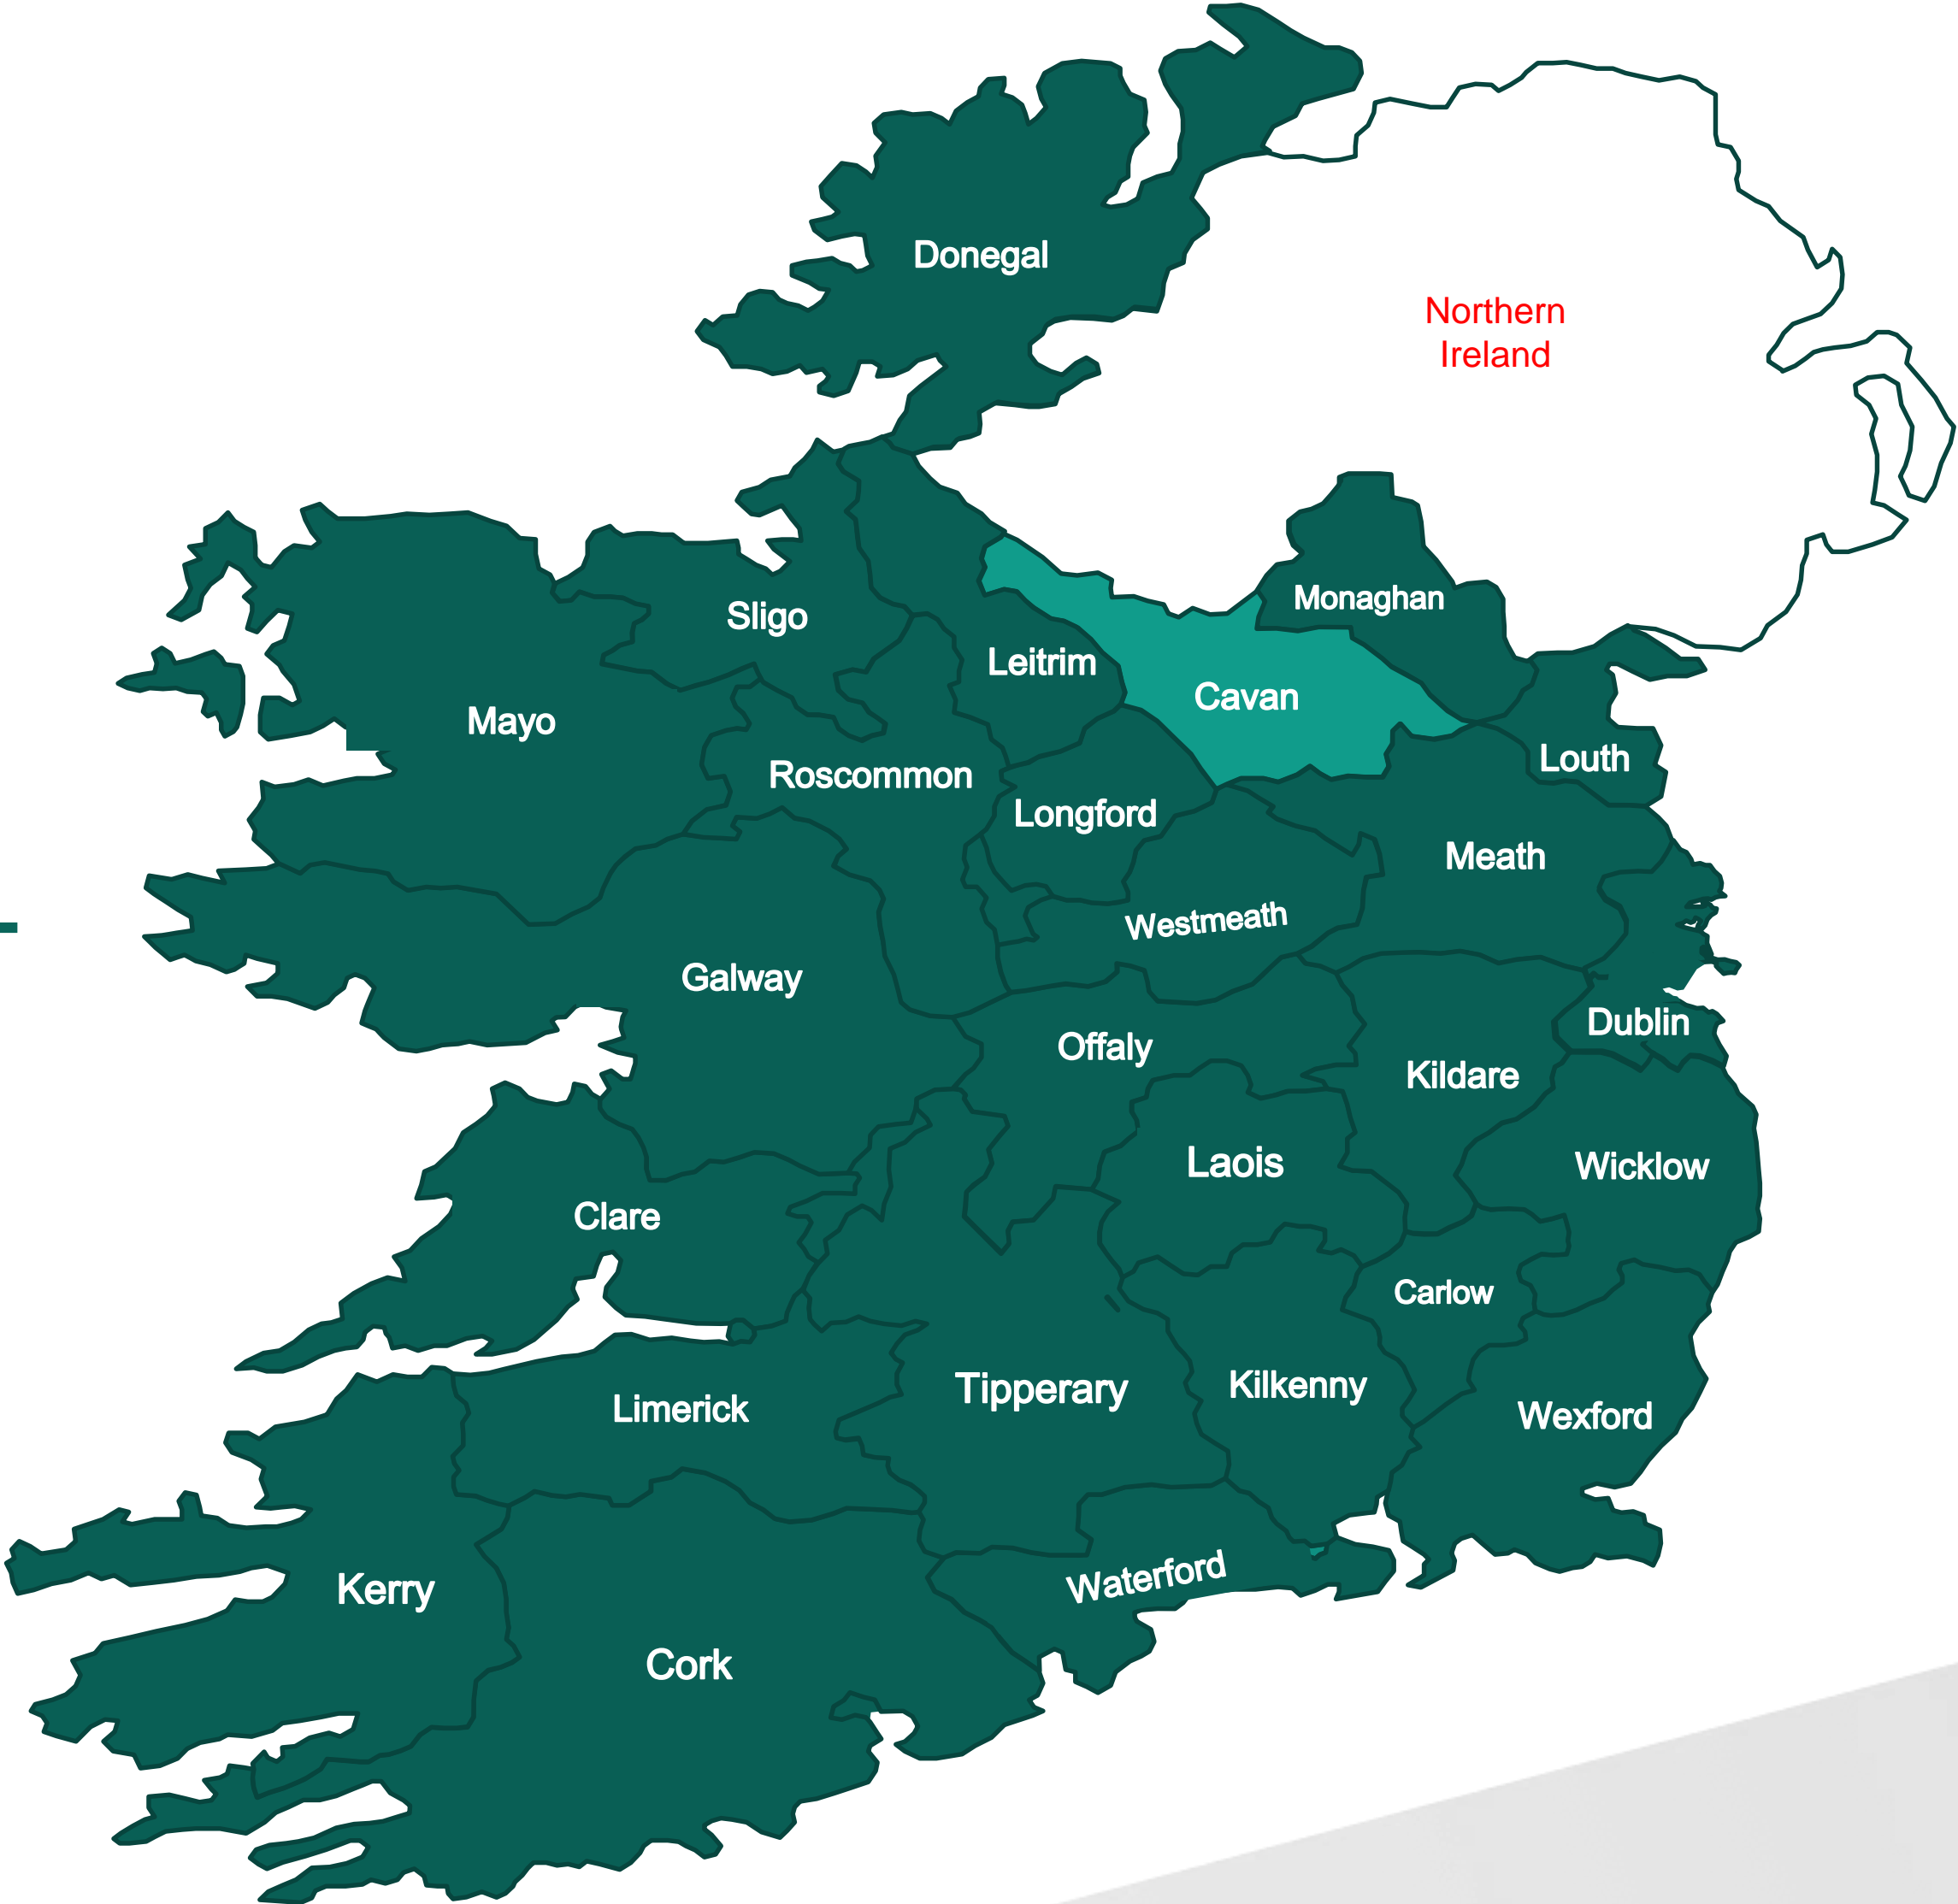 Donegal
Northern
Ireland
Monaghan
Sligo
Leitrim
Cavan
Mayo
Louth
Roscommon
Longford
Meath
Westmeath
Galway
Dublin
Offaly
Kildare
Laois
Wicklow
Clare
Carlow
Tipperary
Kilkenny
Limerick
Wexford
Waterford
Kerry
Cork